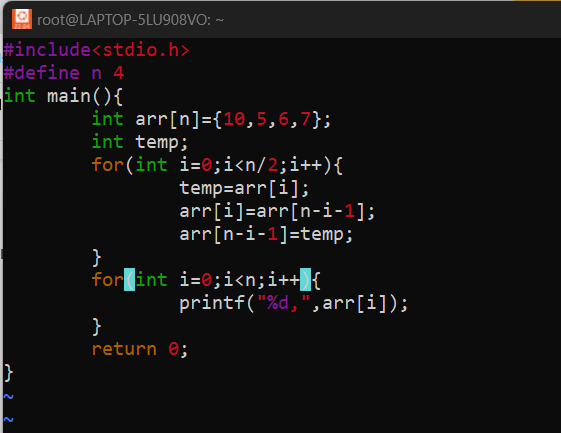 root@LAPTOP-5LU908VO: ~
#include<stdio.h>
#define n 4
int main(){
        int arr[n]={10,5,6,7};
        int temp;
        for(int i=0;i<n/2;i++){
                temp=arr[i];
                arr[i]=arr[n-i-1];
                arr[n-i-1]=temp;
        }
        for(int i=0;i<n;i++){
                printf("%d,",arr[i]);
        }
        return 0;
}
~
~